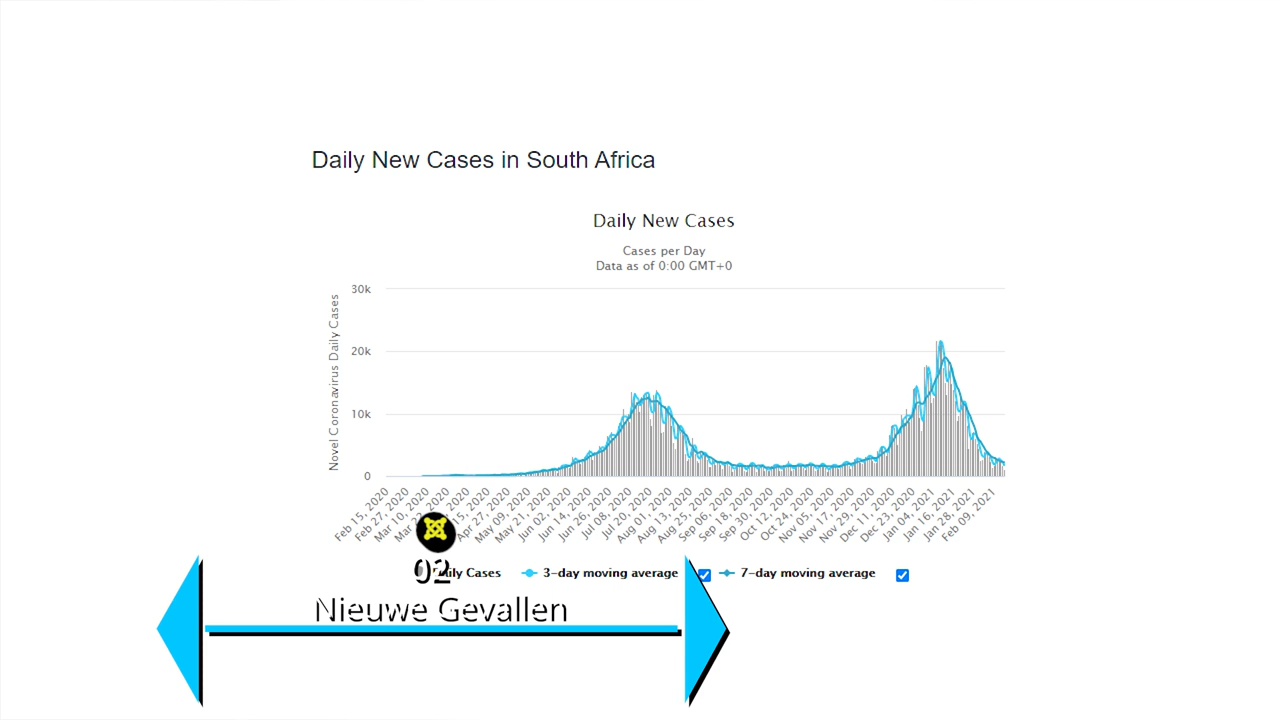 Daily New Cases in South Africa
Daily New Cases
Cases per Day
Data as of 0:00 GMT+0
Novel Coronavirus Daily Cases
30k
20k
10k
0
Feb 15, 2020
Feb 27, 2020
Mar 10, 2020
Apr 27, 2020
May 09, 2020
May 21, 2020
Jun 02, 2020
Jun 14, 2020
Jun 26, 2020
Jul 08, 2020
Jul 20, 2020
Aug 01, 2020
Aug 13, 2020
Aug 25, 2020
Sep 06, 2020
Sep 18, 2020
Sep 30, 2020
Oct 12, 2020
Oct 24, 2020
Nov 05, 2020
Nov 17, 2020
Nov 29, 2020
Dec 11, 2020
Dec 23, 2020
Jan 04, 2021
Jan 16, 2021
Jan 28, 2021
Feb 09, 2021
02
Cases
3-day moving average
7-day moving average
Nieuwe Gevallen